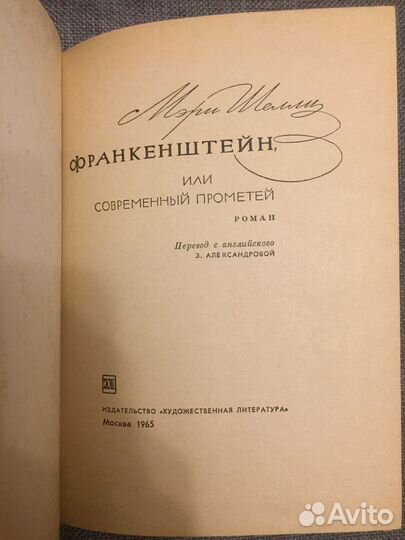 Мэри Шелли
ФРАНКЕНШТЕЙН,
ИЛИ
СОВРЕМЕННЫЙ ПРОМЕТЕЙ
РОМАН
Перевод с английского
З. АЛЕКСАНДРОВОЙ
ИЗДАТЕЛЬСТВО «ХУДОЖЕСТВЕННАЯ ЛИТЕРАТУРА»
Москва 1965
Avito